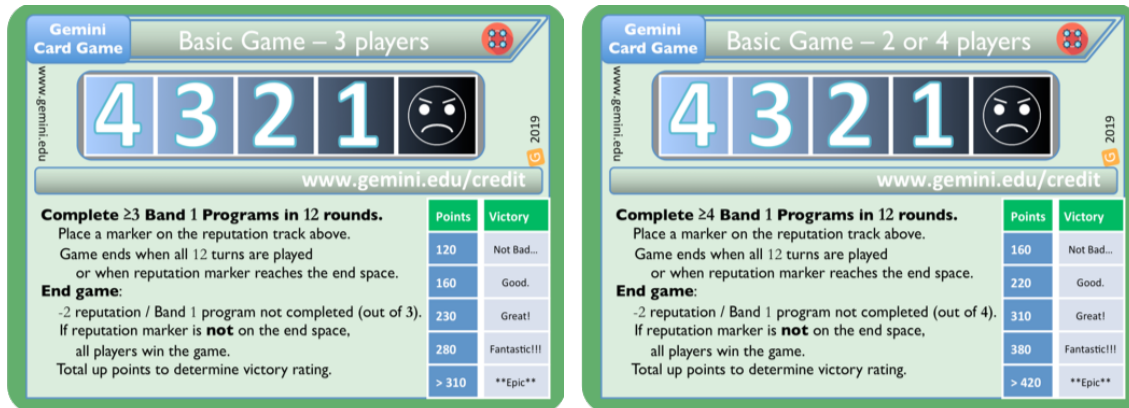 Gemini
Card Game
Basic Game – 3 players
www.gemini.edu
4 3 2 1
2019
G
www.gemini.edu/credit
Complete ≥3 Band 1 Programs in 12 rounds.
Place a marker on the reputation track above.
Game ends when all 12 turns are played
or when reputation marker reaches the end space.
End game:
-2 reputation / Band 1 program not completed (out of 3).
If reputation marker is not on the end space,
all players win the game.
Total up points to determine victory rating.
Points Victory
120 Not Bad...
160 Good.
230 Great!
280 Fantastic!!!
> 310 **Epic**
Gemini
Card Game
Basic Game – 2 or 4 players
www.gemini.edu
4 3 2 1
2019
G
www.gemini.edu/credit
Complete ≥4 Band 1 Programs in 12 rounds.
Place a marker on the reputation track above.
Game ends when all 12 turns are played
or when reputation marker reaches the end space.
End game:
-2 reputation / Band 1 program not completed (out of 4).
If reputation marker is not on the end space,
all players win the game.
Total up points to determine victory rating.
Points Victory
160 Not Bad...
220 Good.
310 Great!
380 Fantastic!!!
> 420 **Epic**